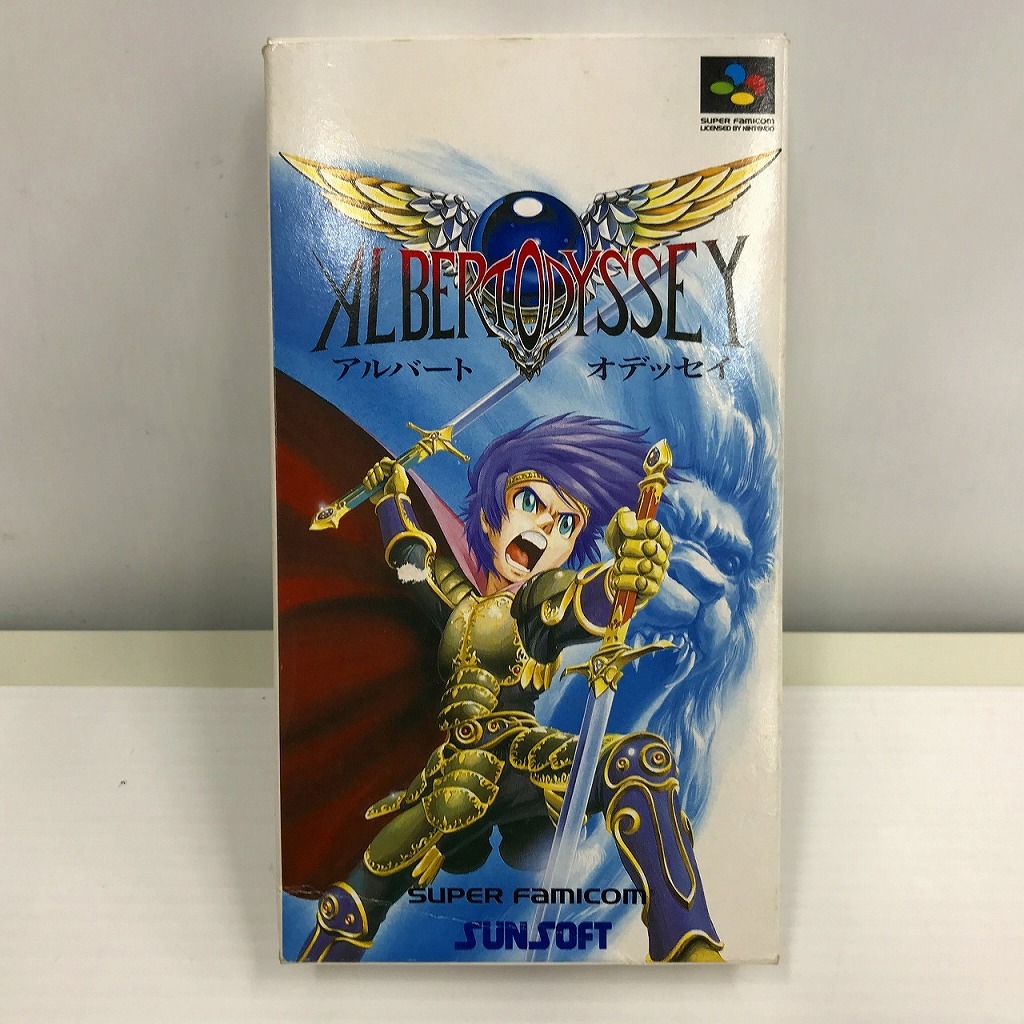 SUPER FAMICOM
LICENSED BY NINTENDO
ALBERT ODYSSEY
アルバート オデッセイ
SUPER FAMICOM
SUNSOFT